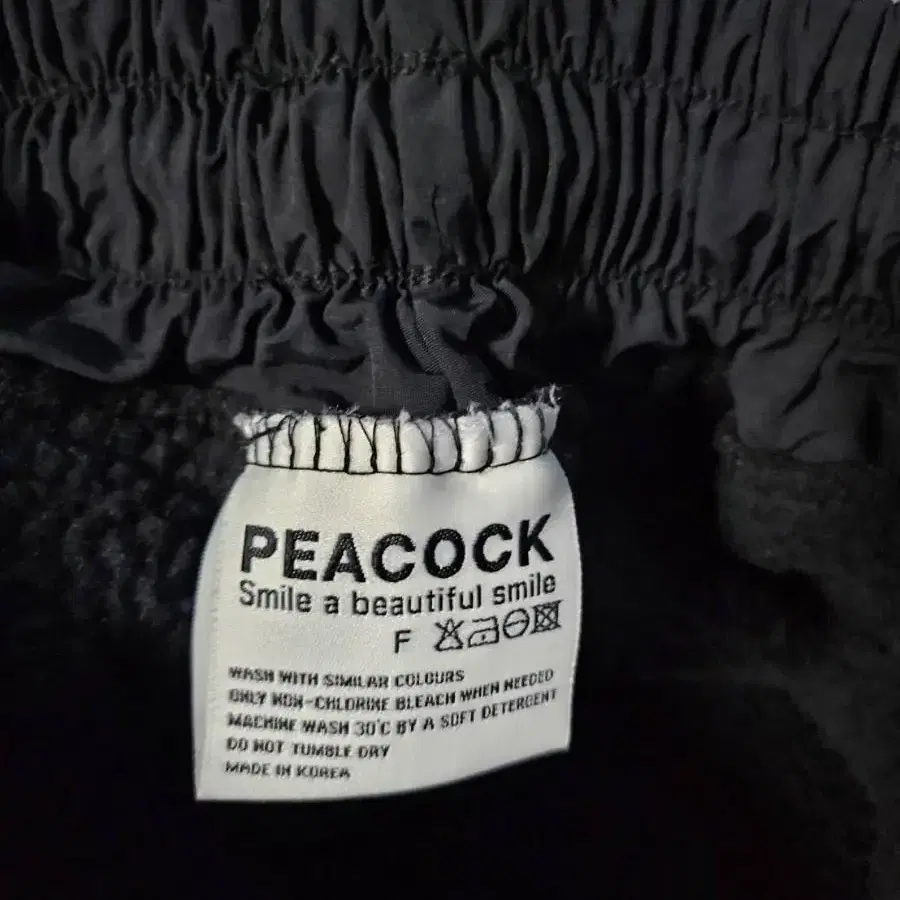 PEACOCK
Smile a beautiful smile
F
WASH WITH SIMILAR COLOURS
ONLY NON-CHLORINE BLEACH WHEN NEEDED
MACHINE WASH 30°C BY A SOFT DETERGENT
DO NOT TUMBLE DRY
MADE IN KOREA